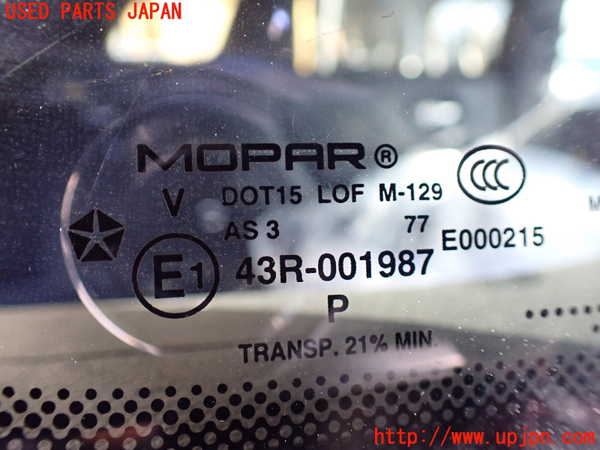 USED PARTS JAPAN
MOPAR®
V DOT15 LOF M-129 CCC
AS 3 77 E000215
E1 43R-001987
P
TRANSP. 21% MIN.
M
http://www.upjpn.com/